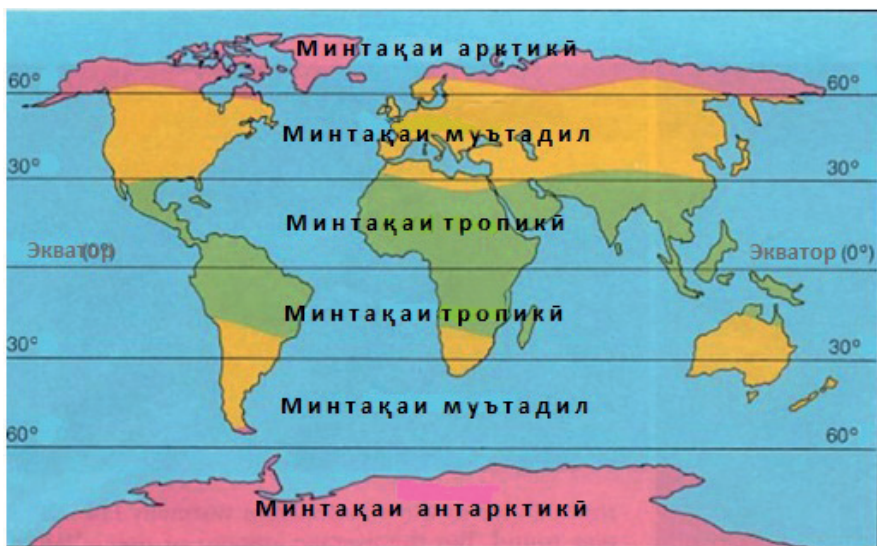 Минтақаи арктикӣ
60° 60°
Минтақаи муътадил
30° 30°
Минтақаи тропикӣ
Экватор (0°) Экватор (0°)
Минтақаи тропикӣ
30° 30°
Минтақаи муътадил
60° 60°
Минтақаи антарктикӣ